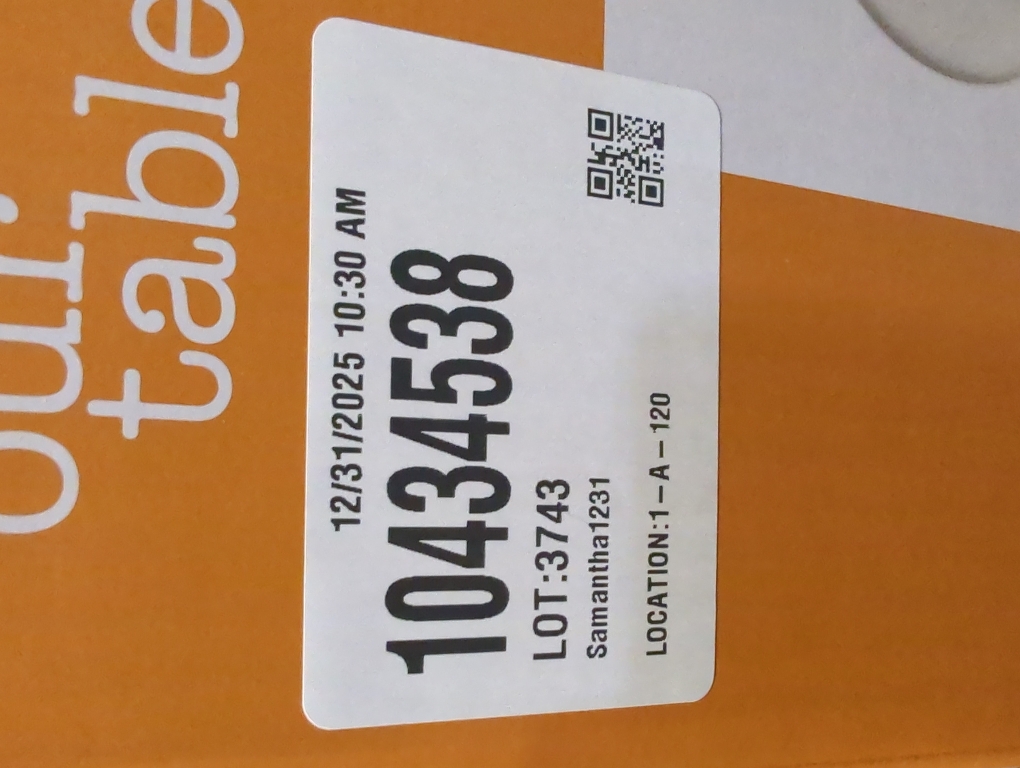 table
12/31/2025 10:30 AM
10434538
LOT:3743
Samantha1231
LOCATION:1-A-120